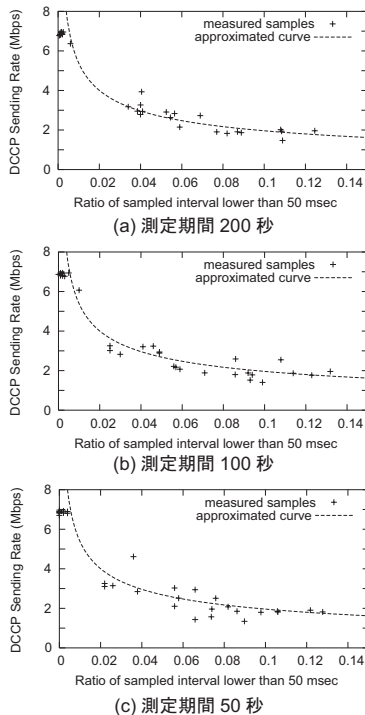 8
6
4
2
0
DCCP Sending Rate (Mbps)
measured samples
approximated curve
0 0.02 0.04 0.06 0.08 0.1 0.12 0.14
Ratio of sampled interval lower than 50 msec
(a) 測定期間 200 秒
8
6
4
2
0
DCCP Sending Rate (Mbps)
measured samples
approximated curve
0 0.02 0.04 0.06 0.08 0.1 0.12 0.14
Ratio of sampled interval lower than 50 msec
(b) 測定期間 100 秒
8
6
4
2
0
DCCP Sending Rate (Mbps)
measured samples
approximated curve
0 0.02 0.04 0.06 0.08 0.1 0.12 0.14
Ratio of sampled interval lower than 50 msec
(c) 測定期間 50 秒